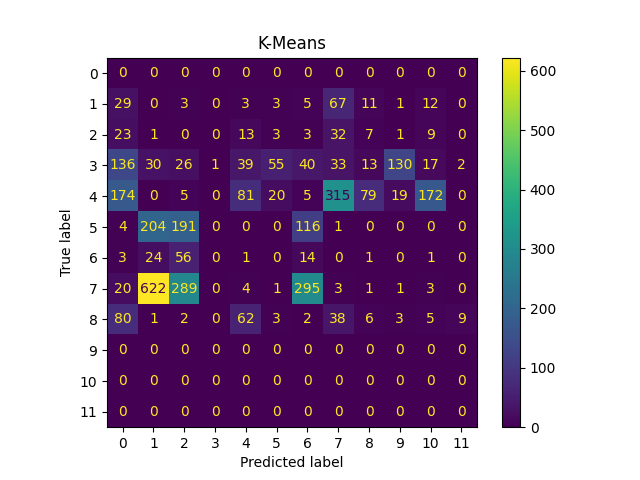 K-Means
0 0 0 0 0 0 0 0 0 0 0 0 0
1 29 0 3 0 3 3 5 67 11 1 12 0
2 23 1 0 0 13 3 3 32 7 1 9 0
3 136 30 26 1 39 55 40 33 13 130 17 2
4 174 0 5 0 81 20 5 315 79 19 172 0
5 4 204 191 0 0 0 116 1 0 0 0 0
6 3 24 56 0 1 0 14 0 1 0 1 0
7 20 622 289 0 4 1 295 3 1 1 3 0
8 80 1 2 0 62 3 2 38 6 3 5 9
9 0 0 0 0 0 0 0 0 0 0 0 0
10 0 0 0 0 0 0 0 0 0 0 0 0
11 0 0 0 0 0 0 0 0 0 0 0 0
0 1 2 3 4 5 6 7 8 9 10 11
Predicted label
True label
600
500
400
300
200
100
0